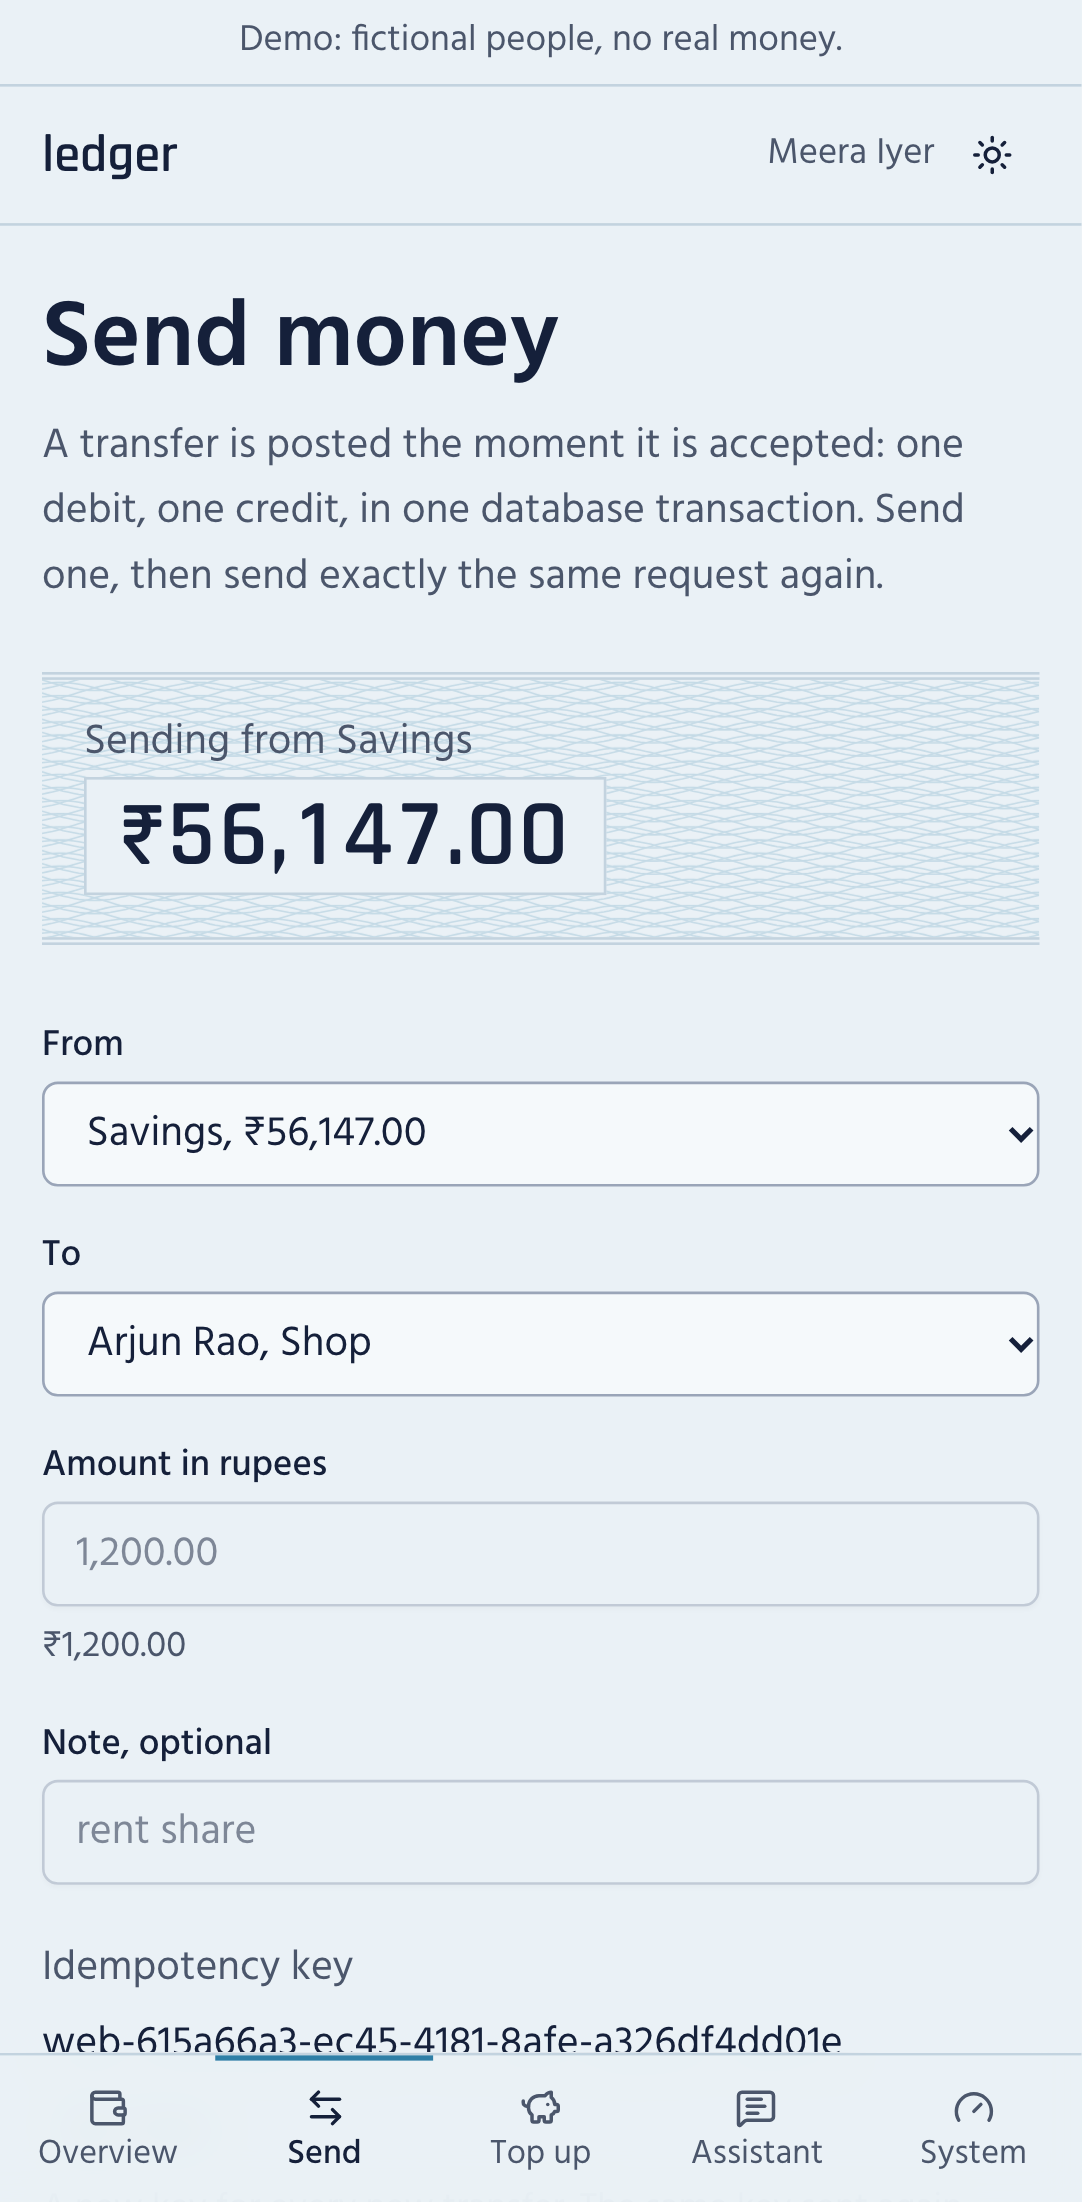 Demo: fictional people, no real money.
ledger
Meera Iyer
Send money
A transfer is posted the moment it is accepted: one
debit, one credit, in one database transaction. Send
one, then send exactly the same request again.
Sending from Savings
₹56,147.00
From
Savings, ₹56,147.00
To
Arjun Rao, Shop
Amount in rupees
1,200.00
₹1,200.00
Note, optional
rent share
Idempotency key
web-615a66a3-ec45-4181-8afe-a326df4dd01e
Overview
Send
Top up
Assistant
System